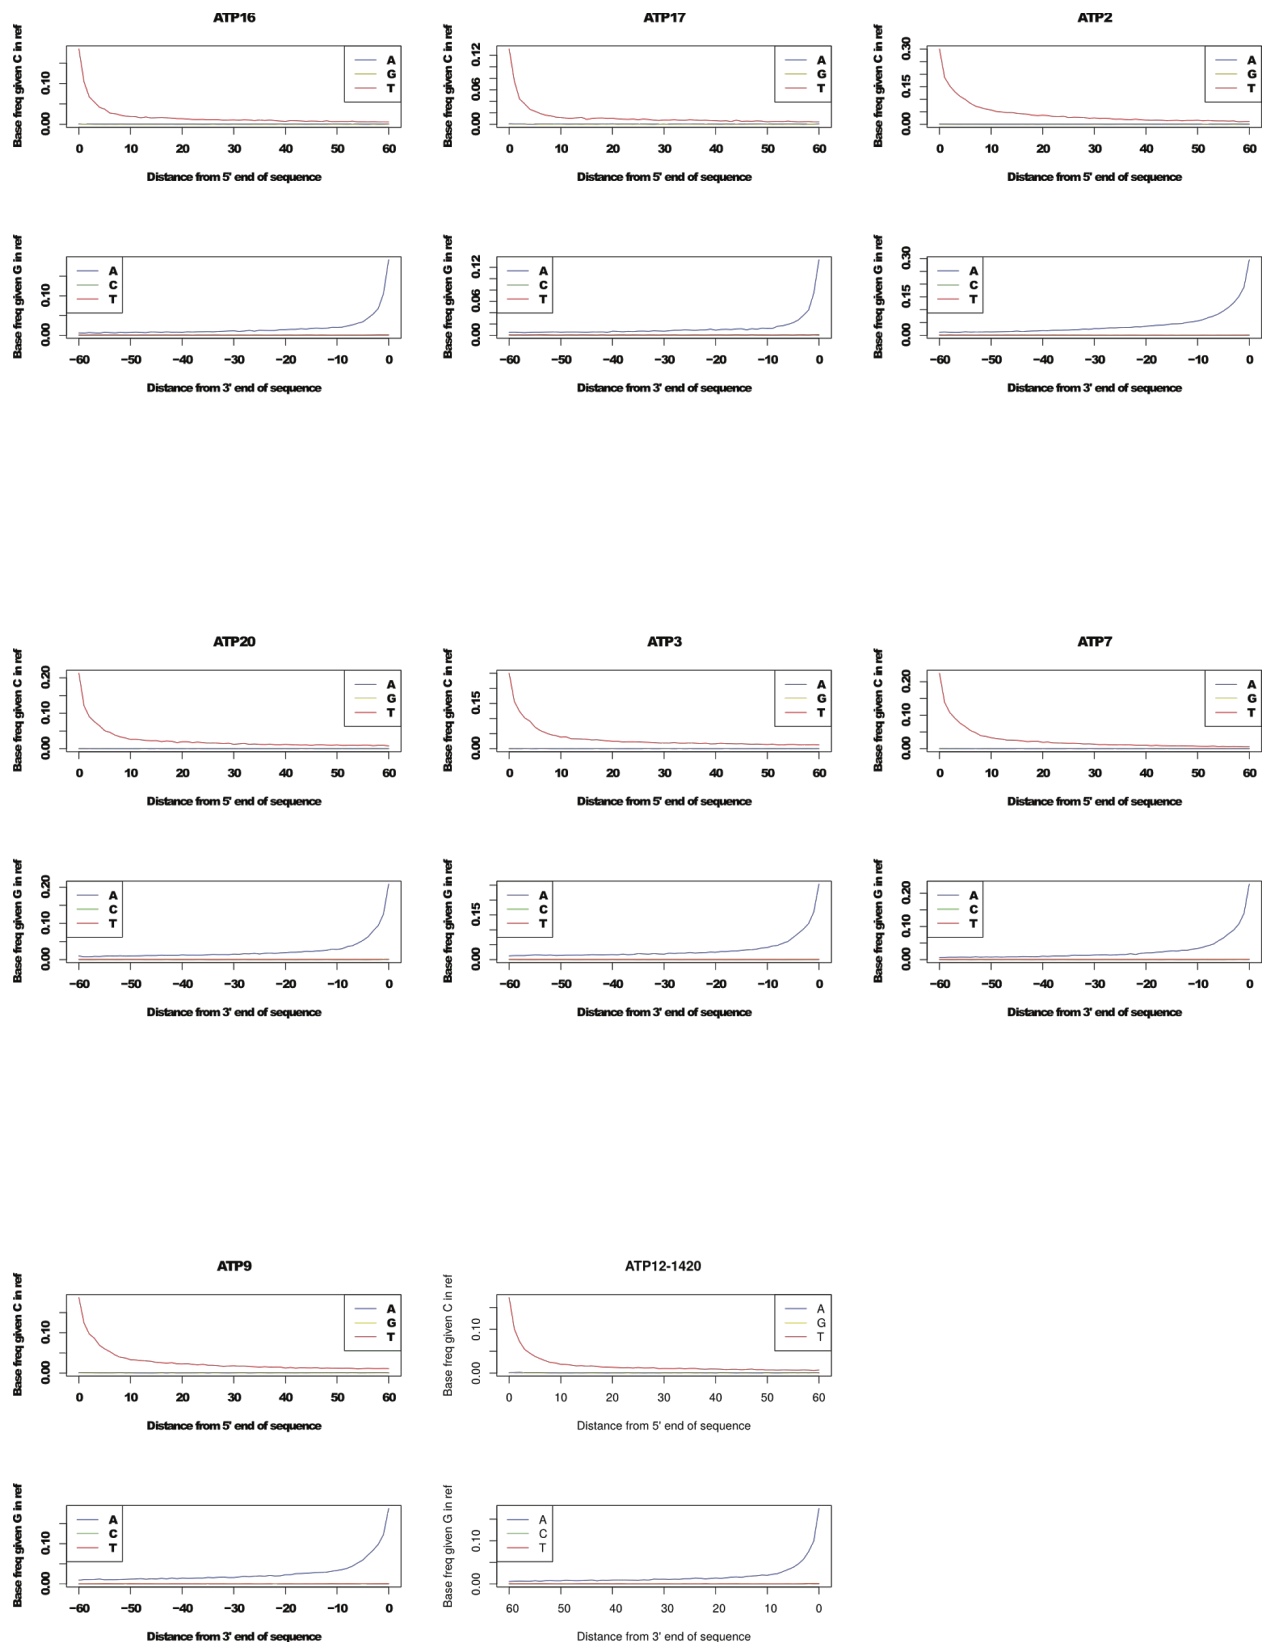 ATP16
Base freq given C in ref
0.00 0.10
A
G
T
0 10 20 30 40 50 60
Distance from 5' end of sequence
Base freq given G in ref
0.00 0.10
A
C
T
−60 −50 −40 −30 −20 −10 0
Distance from 3' end of sequence
ATP17
Base freq given C in ref
0.00 0.06 0.12
A
G
T
0 10 20 30 40 50 60
Distance from 5' end of sequence
Base freq given G in ref
0.00 0.06 0.12
A
C
T
−60 −50 −40 −30 −20 −10 0
Distance from 3' end of sequence
ATP2
Base freq given C in ref
0.00 0.15 0.30
A
G
T
0 10 20 30 40 50 60
Distance from 5' end of sequence
Base freq given G in ref
0.00 0.15 0.30
A
C
T
−60 −50 −40 −30 −20 −10 0
Distance from 3' end of sequence
ATP20
Base freq given C in ref
0.00 0.10 0.20
A
G
T
0 10 20 30 40 50 60
Distance from 5' end of sequence
Base freq given G in ref
0.00 0.10 0.20
A
C
T
−60 −50 −40 −30 −20 −10 0
Distance from 3' end of sequence
ATP3
Base freq given C in ref
0.00 0.15
A
G
T
0 10 20 30 40 50 60
Distance from 5' end of sequence
Base freq given G in ref
0.00 0.15
A
C
T
−60 −50 −40 −30 −20 −10 0
Distance from 3' end of sequence
ATP7
Base freq given C in ref
0.00 0.10 0.20
A
G
T
0 10 20 30 40 50 60
Distance from 5' end of sequence
Base freq given G in ref
0.00 0.10 0.20
A
C
T
−60 −50 −40 −30 −20 −10 0
Distance from 3' end of sequence
ATP9
Base freq given C in ref
0.00 0.10
A
G
T
0 10 20 30 40 50 60
Distance from 5' end of sequence
Base freq given G in ref
0.00 0.10
A
C
T
−60 −50 −40 −30 −20 −10 0
Distance from 3' end of sequence
ATP12-1420
Base freq given C in ref
0.00 0.10
A
G
T
0 10 20 30 40 50 60
Distance from 5' end of sequence
Base freq given G in ref
0.00 0.10
A
C
T
60 50 40 30 20 10 0
Distance from 3' end of sequence